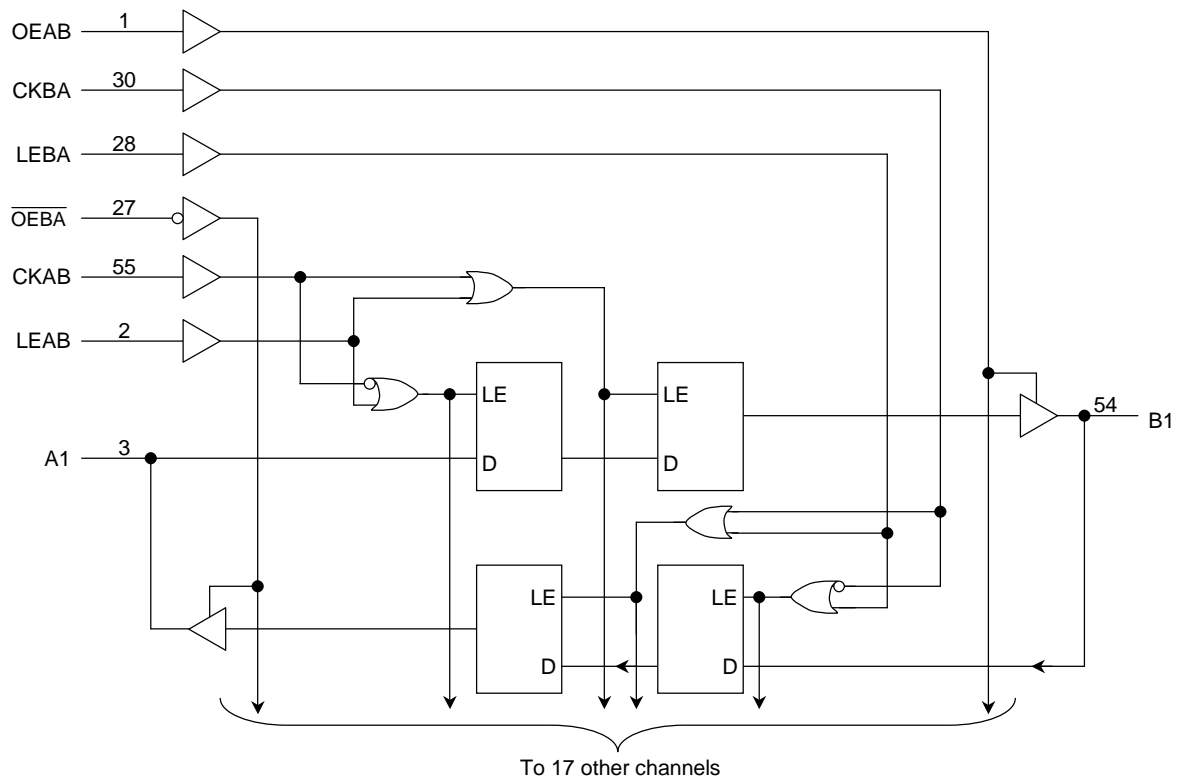 OEAB 1
CKBA 30
LEBA 28
OEBA 27
CKAB 55
LEAB 2
LE
LE
54
B1
A1 3
D
D
LE
LE
D
D
To 17 other channels